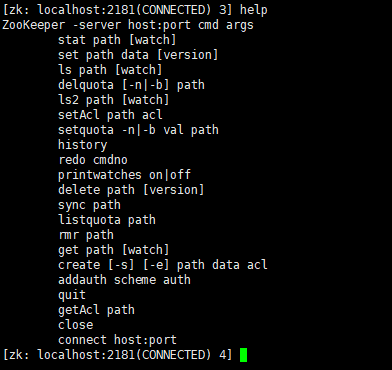 [zk: localhost:2181(CONNECTED) 3] help
ZooKeeper -server host:port cmd args
stat path [watch]
set path data [version]
ls path [watch]
delquota [-n|-b] path
ls2 path [watch]
setAcl path acl
setquota -n|-b val path
history
redo cmdno
printwatches on|off
delete path [version]
sync path
listquota path
rmr path
get path [watch]
create [-s] [-e] path data acl
addauth scheme auth
quit
getAcl path
close
connect host:port
[zk: localhost:2181(CONNECTED) 4]